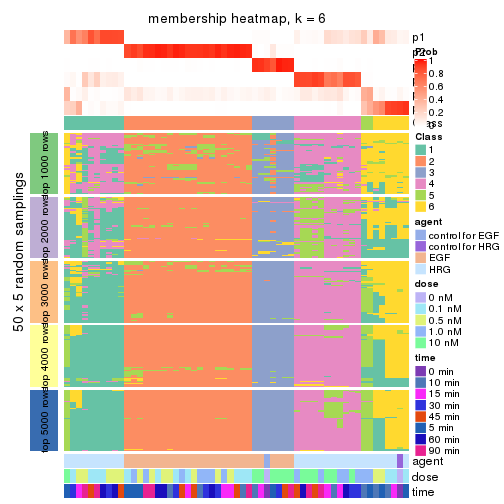 membership heatmap, k = 6
p1
Prob
1
0.8
0.6
0.4
0.2
0
Class
1
2
3
4
5
6
agent
control for EGF
control for HRG
EGF
HRG
dose
0 nM
0.1 nM
0.5 nM
1.0 nM
10 nM
time
0 min
10 min
15 min
30 min
45 min
5 min
60 min
90 min
50 x 5 random samplings
top 1000 rows
top 2000 rows
top 3000 rows
top 4000 rows
top 5000 rows
agent
dose
time